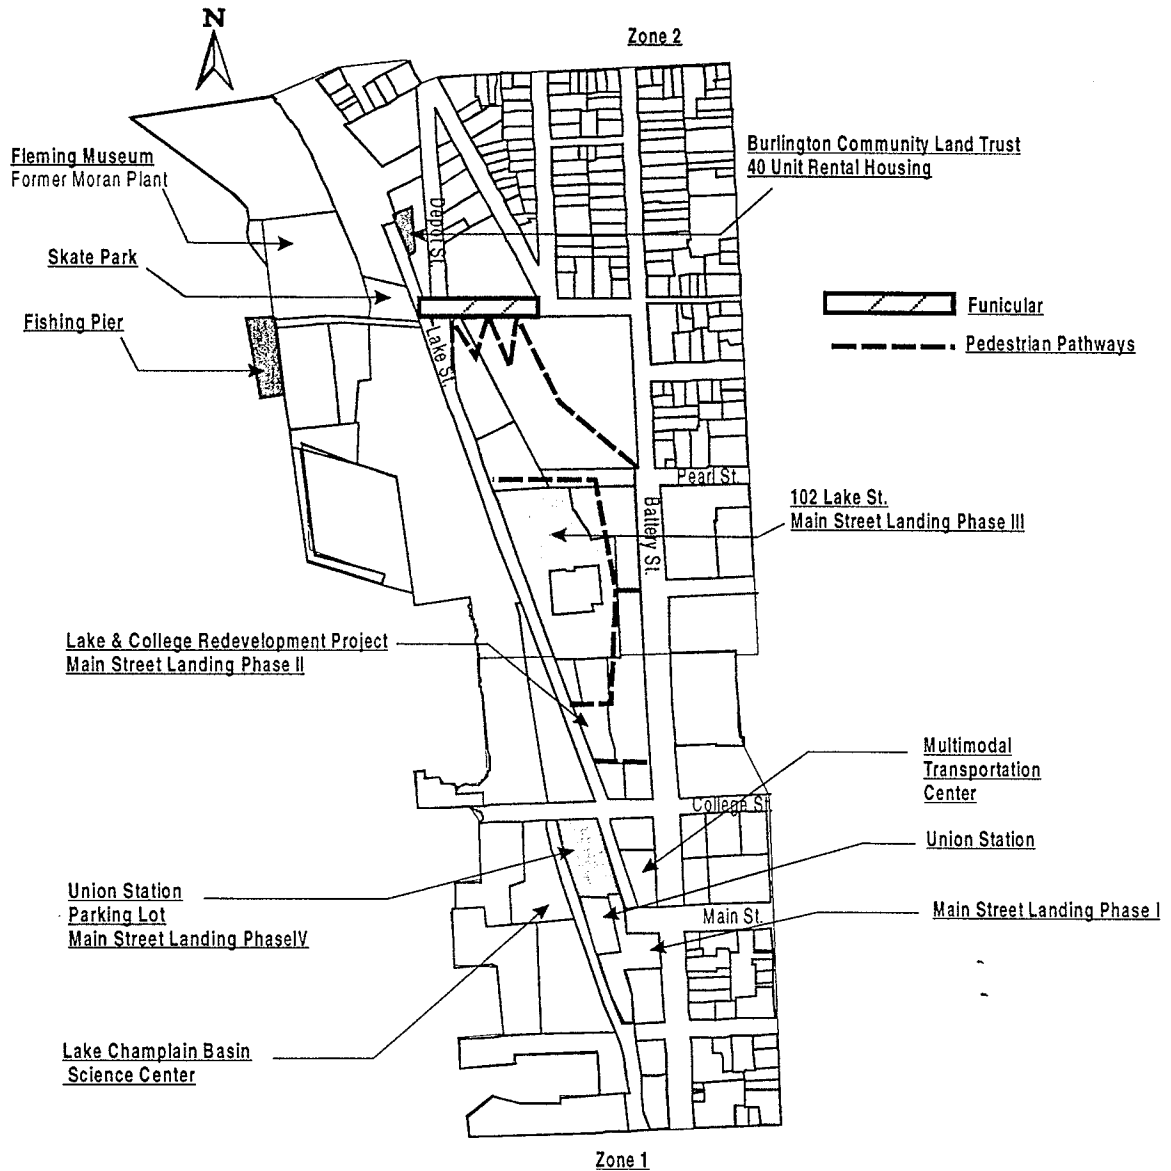 N
Zone 2
Fleming Museum
Former Moran Plant
Burlington Community Land Trust
40 Unit Rental Housing
Depot St.
Skate Park
Fishing Pier
Funicular
Pedestrian Pathways
Lake St.
Pearl St.
102 Lake St.
Main Street Landing Phase III
Battery St.
Lake & College Redevelopment Project
Main Street Landing Phase II
Multimodal
Transportation
Center
College St.
Union Station
Union Station
Parking Lot
Main Street Landing PhaseIV
Main St.
Main Street Landing Phase I
Lake Champlain Basin
Science Center
Zone 1